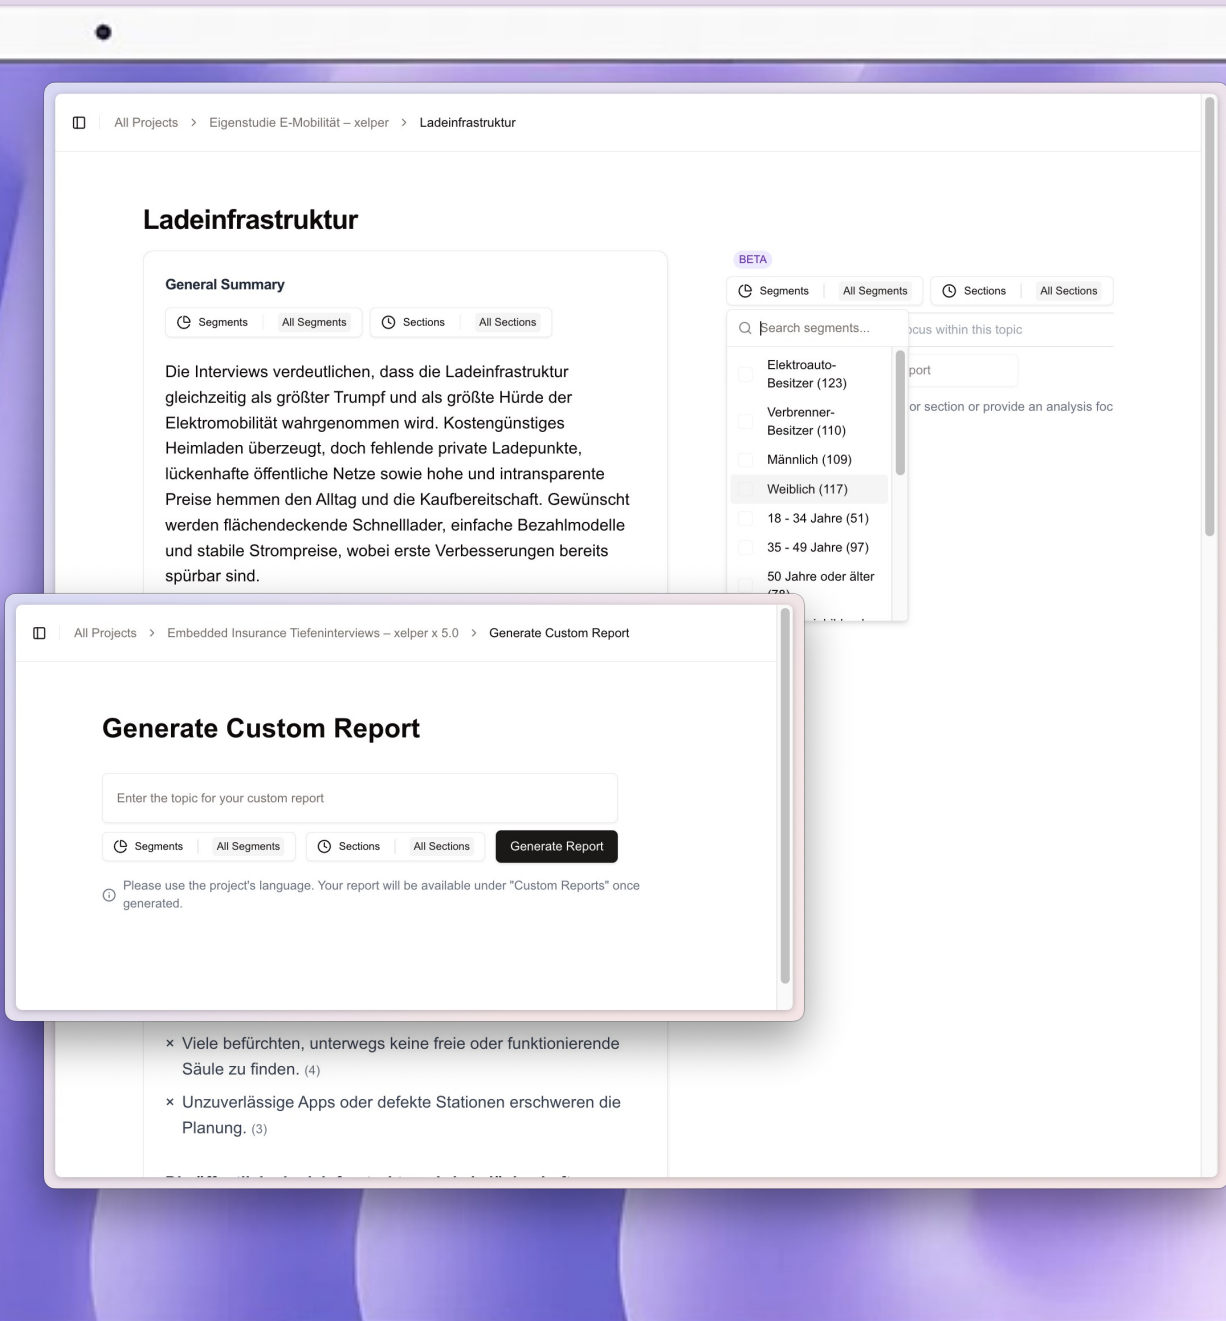 All Projects > Eigenstudie E-Mobilität – xelper > Ladeinfrastruktur
Ladeinfrastruktur
General Summary
Segments All Segments Sections All Sections
Die Interviews verdeutlichen, dass die Ladeinfrastruktur
gleichzeitig als größter Trumpf und als größte Hürde der
Elektromobilität wahrgenommen wird. Kostengünstiges
Heimladen überzeugt, doch fehlende private Ladepunkte,
lückenhafte öffentliche Netze sowie hohe und intransparente
Preise hemmen den Alltag und die Kaufbereitschaft. Gewünscht
werden flächendeckende Schnelllader, einfache Bezahlmodelle
und stabile Strompreise, wobei erste Verbesserungen bereits
spürbar sind.
BETA
Segments All Segments Sections All Sections
Search segments...
within this topic
or section or provide an analysis
Elektroauto-
Besitzer (123)
Verbrenner-
Besitzer (110)
Männlich (109)
Weiblich (117)
18 - 34 Jahre (51)
35 - 49 Jahre (97)
50 Jahre oder älter
(78)
All Projects > Embedded Insurance Tiefeninterviews – xelper x 5.0 > Generate Custom Report
Generate Custom Report
Enter the topic for your custom report
Segments All Segments Sections All Sections Generate Report
Please use the project's language. Your report will be available under "Custom Reports" once
generated.
× Viele befürchten, unterwegs keine freie oder funktionierende
Säule zu finden. (4)
× Unzuverlässige Apps oder defekte Stationen erschweren die
Planung. (3)